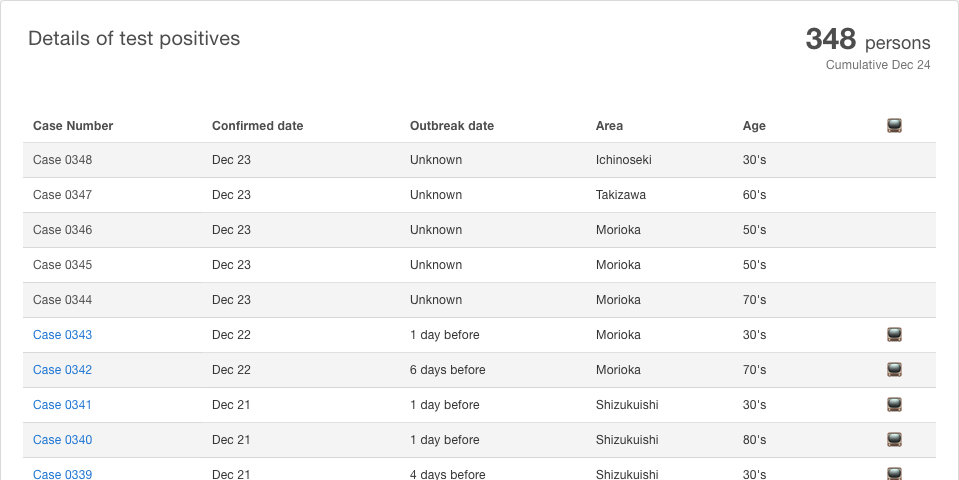 Details of test positives
348 persons
Cumulative Dec 24
Case Number Confirmed date Outbreak date Area Age
Case 0348 Dec 23 Unknown Ichinoseki 30's
Case 0347 Dec 23 Unknown Takizawa 60's
Case 0346 Dec 23 Unknown Morioka 50's
Case 0345 Dec 23 Unknown Morioka 50's
Case 0344 Dec 23 Unknown Morioka 70's
Case 0343 Dec 22 1 day before Morioka 30's
Case 0342 Dec 22 6 days before Morioka 70's
Case 0341 Dec 21 1 day before Shizukuishi 30's
Case 0340 Dec 21 1 day before Shizukuishi 80's
Case 0339 Dec 21 4 days before Shizukuishi 30's